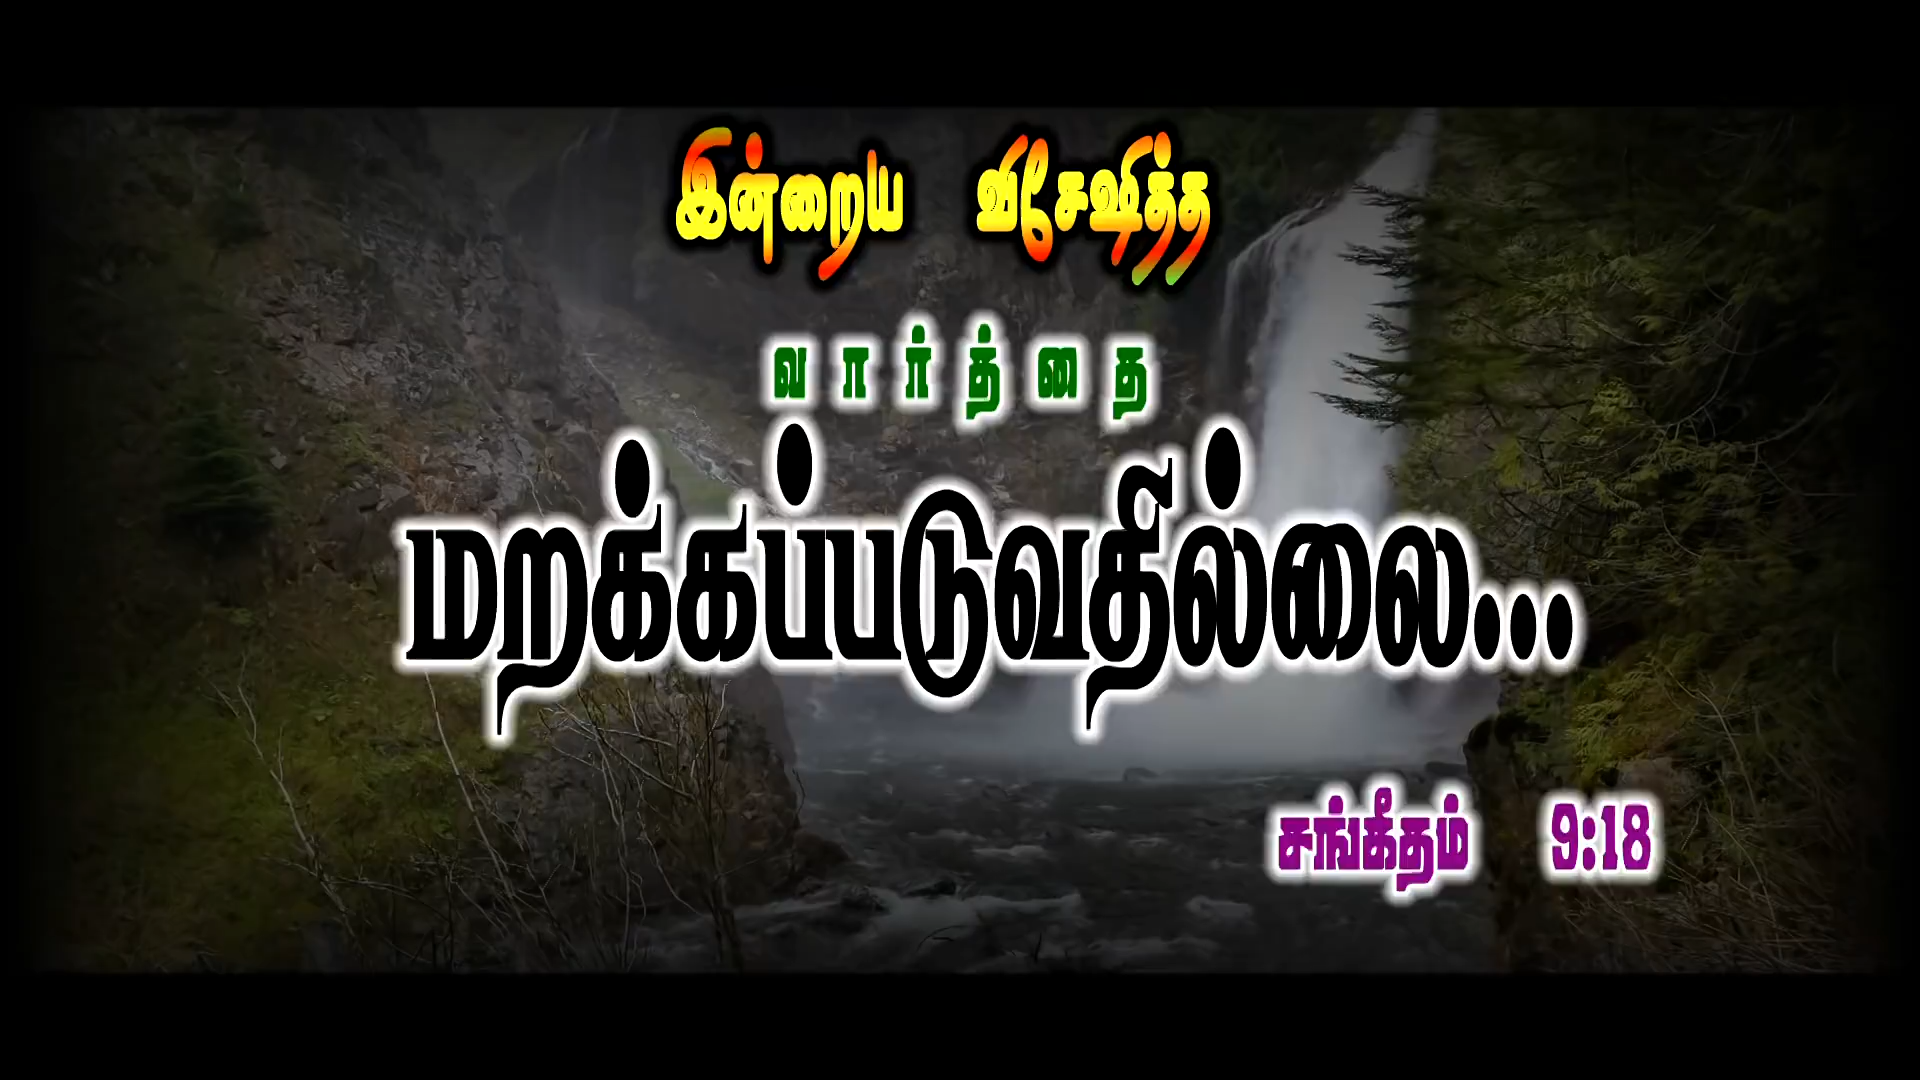 இன்றைய விசேஷித்த
வார்த்தை
மறக்கப்படுவதில்லை...
சங்கீதம் 9:18